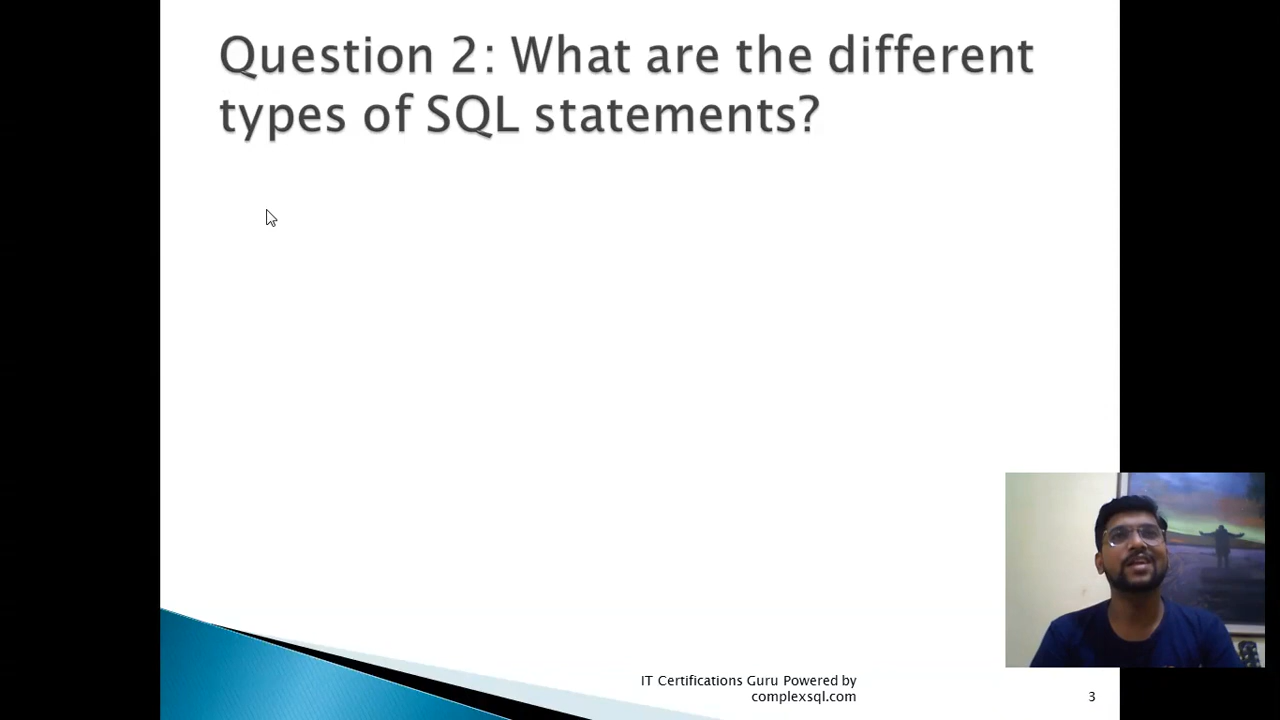 Question 2: What are the different
types of SQL statements?
IT Certifications Guru Powered by
complexsql.com
3